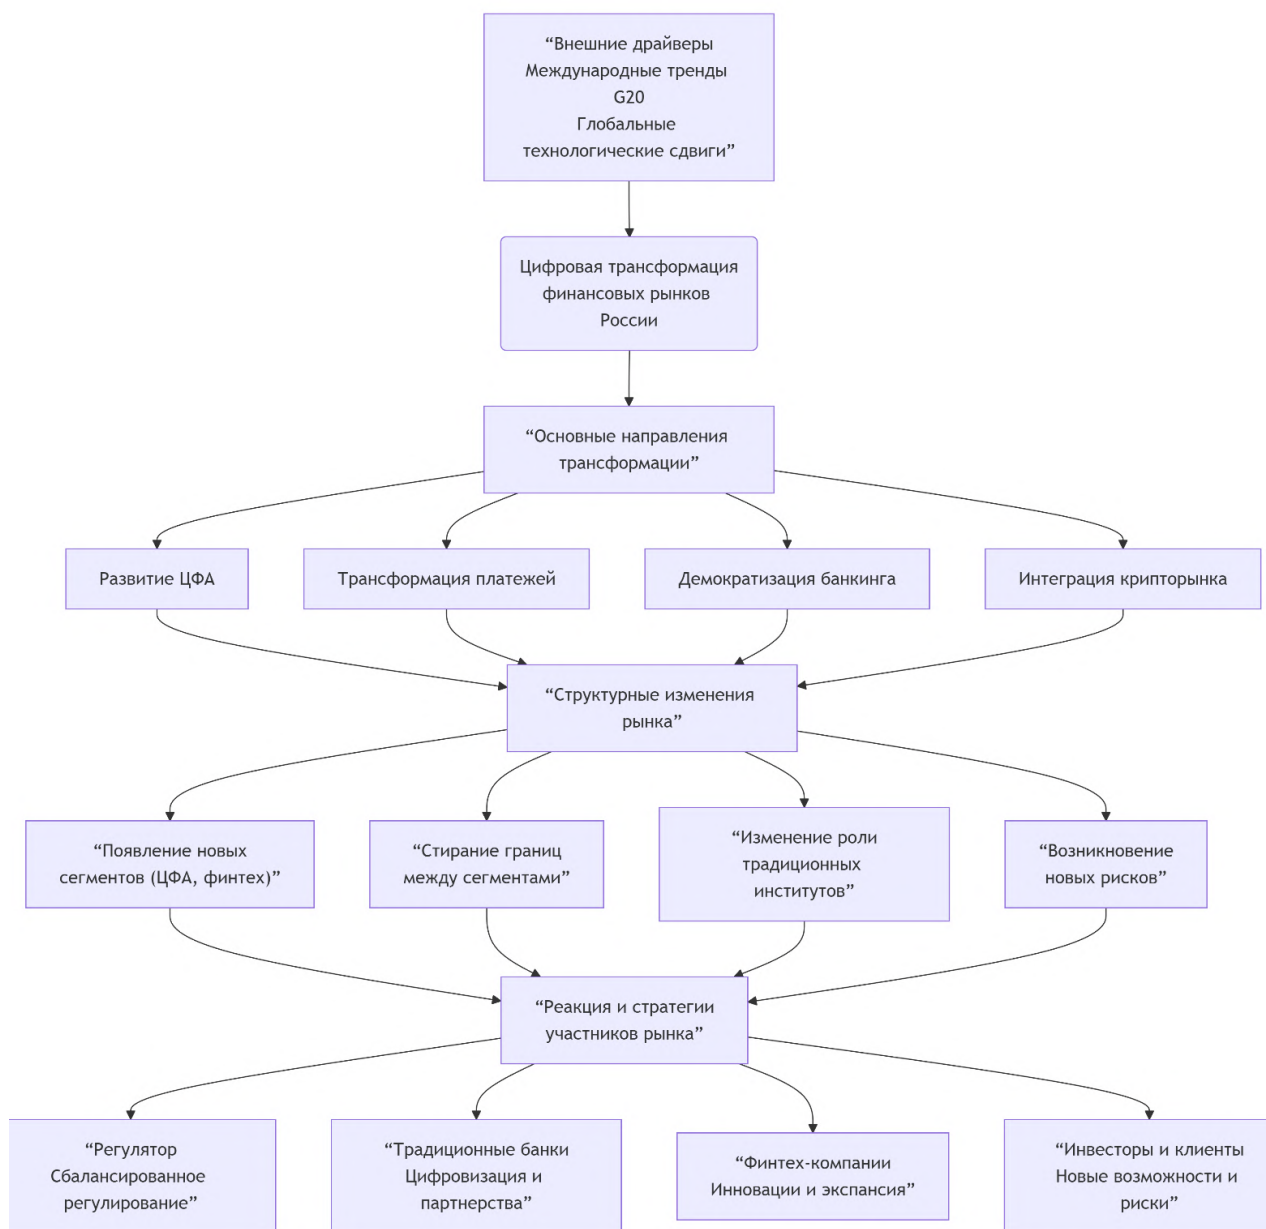 “Внешние драйверы
Международные тренды
G20
Глобальные
технологические сдвиги”
Цифровая трансформация
финансовых рынков
России
“Основные направления
трансформации”
Развитие ЦФА
Трансформация платежей
Демократизация банкинга
Интеграция крипторынка
“Структурные изменения
рынка”
“Появление новых
сегментов (ЦФА, финтех)”
“Стирание границ
между сегментами”
“Изменение роли
традиционных
институтов”
“Возникновение
новых рисков”
“Реакция и стратегии
участников рынка”
“Регулятор
Сбалансированное
регулирование”
“Традиционные банки
Цифровизация и
партнерства”
“Финтех-компании
Инновации и экспансия”
“Инвесторы и клиенты
Новые возможности и
риски”